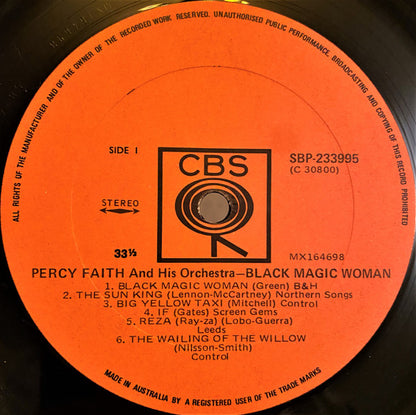 ALL RIGHTS OF THE MANUFACTURER AND OF THE OWNER OF THE RECORDED WORK RESERVED. UNAUTHORISED PUBLIC PERFORMANCE, BROADCASTING AND COPYING OF THIS RECORD PROHIBITED
SIDE 1
CBS
SBP-233995
(C 30800)
STEREO
33⅓
MX164698
PERCY FAITH And His Orchestra—BLACK MAGIC WOMAN
1. BLACK MAGIC WOMAN (Green) B&H
2. THE SUN KING (Lennon-McCartney) Northern Songs
3. BIG YELLOW TAXI (Mitchell) Control
4. IF (Gates) Screen Gems
5. REZA (Ray-za) (Lobo-Guerra)
Leeds
6. THE WAILING OF THE WILLOW
(Nilsson-Smith)
Control
MADE IN AUSTRALIA BY A REGISTERED USER OF THE TRADE MARKS